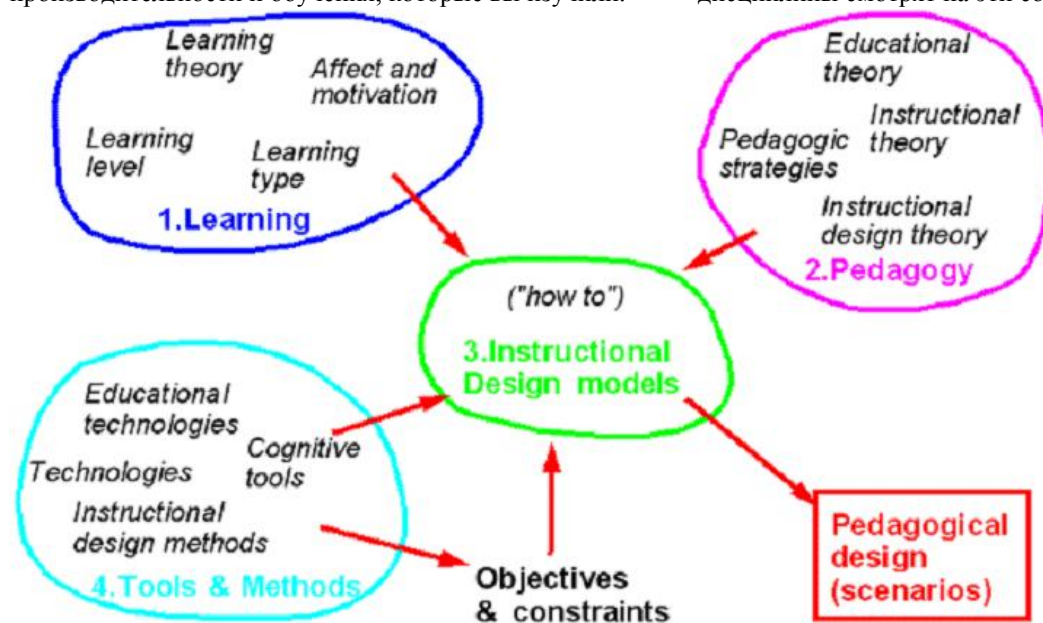 Learning
theory
Affect and
motivation
Learning
level
Learning
type
1.Learning
Educational
theory
Instructional
theory
Pedagogic
strategies
Instructional
design theory
2.Pedagogy
("how to")
3.Instructional
Design models
Educational
technologies
Cognitive
tools
Technologies
Instructional
design methods
4.Tools & Methods
Objectives
& constraints
Pedagogical
design
(scenarios)